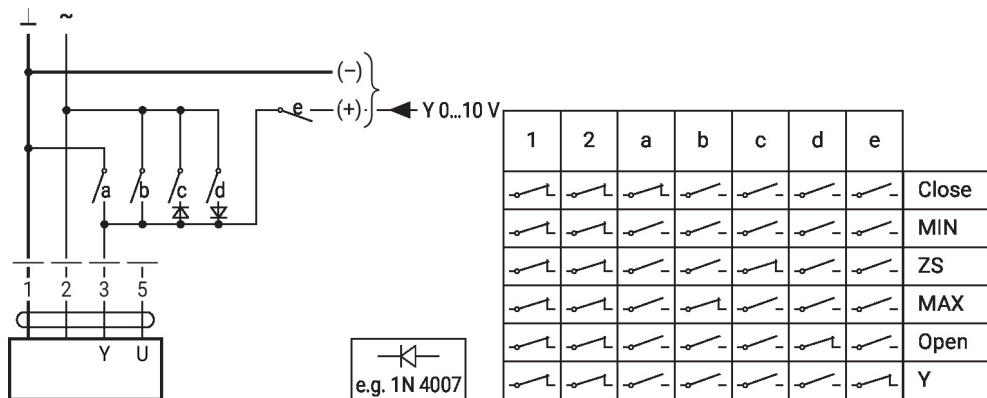 ⊥ ~
(–)
e (+) Y 0...10 V
a b c d
1 2 3 5
Y U
e.g. 1N 4007
1 2 a b c d e
Close
MIN
ZS
MAX
Open
Y